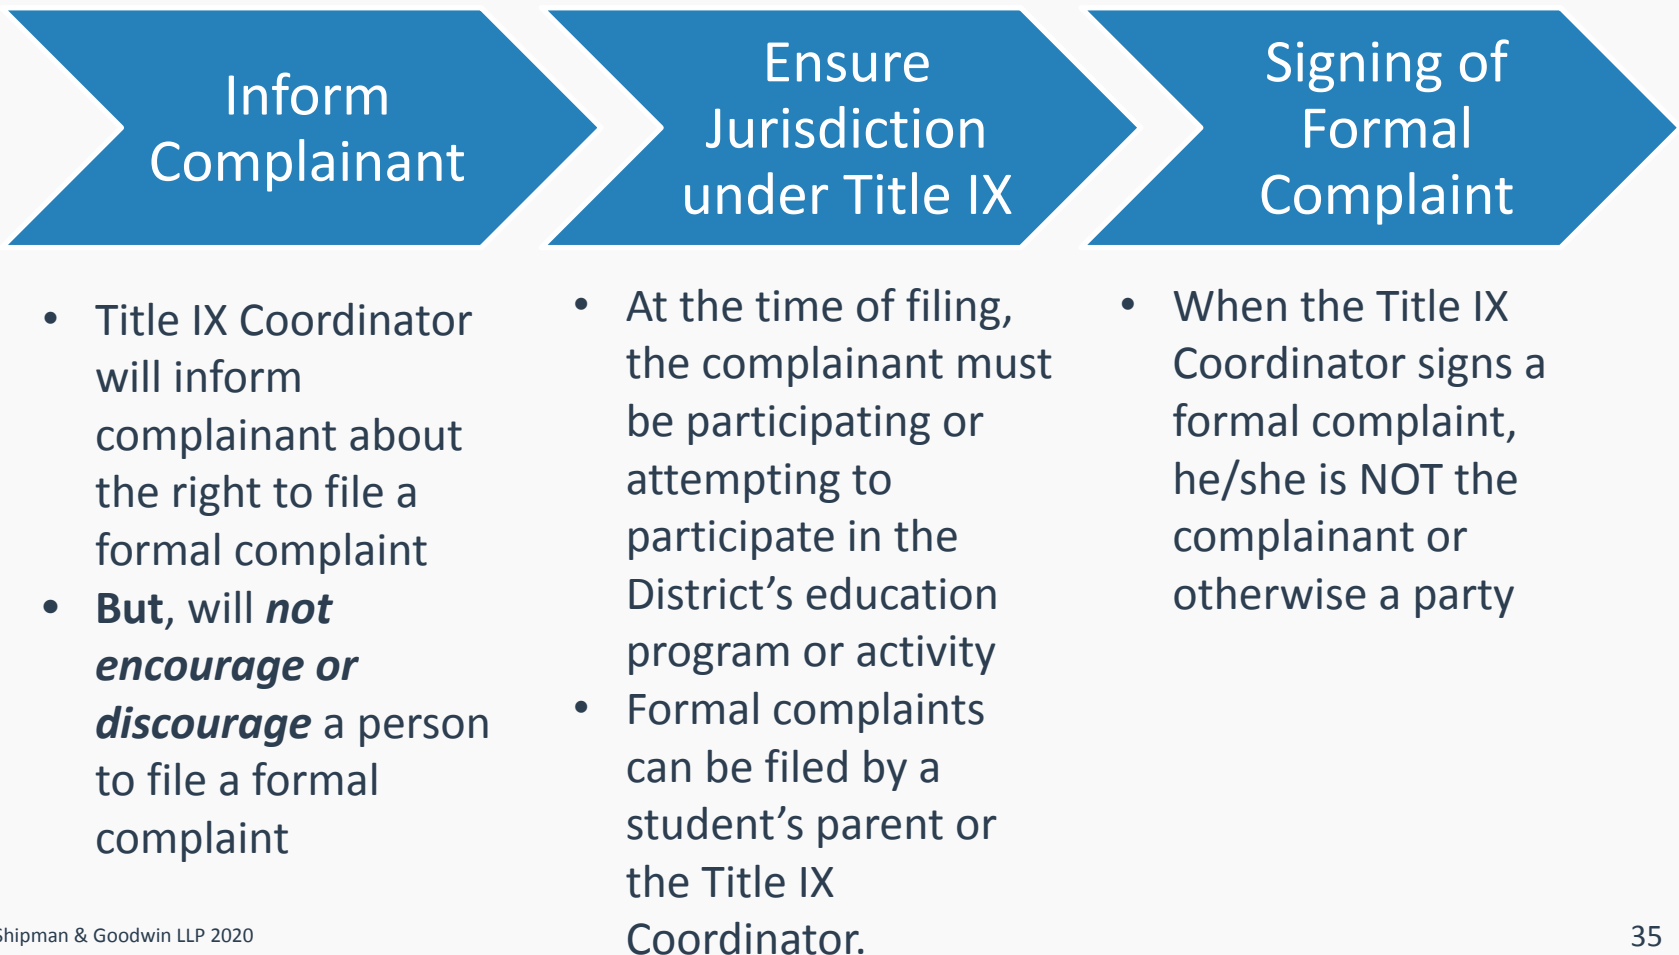 Inform
Complainant
Ensure
Jurisdiction
under Title IX
Signing of
Formal
Complaint
• Title IX Coordinator
will inform
complainant about
the right to file a
formal complaint
• But, will not
encourage or
discourage a person
to file a formal
complaint
• At the time of filing,
the complainant must
be participating or
attempting to
participate in the
District’s education
program or activity
• Formal complaints
can be filed by a
student’s parent or
the Title IX
Coordinator.
• When the Title IX
Coordinator signs a
formal complaint,
he/she is NOT the
complainant or
otherwise a party
Shipman & Goodwin LLP 2020
35